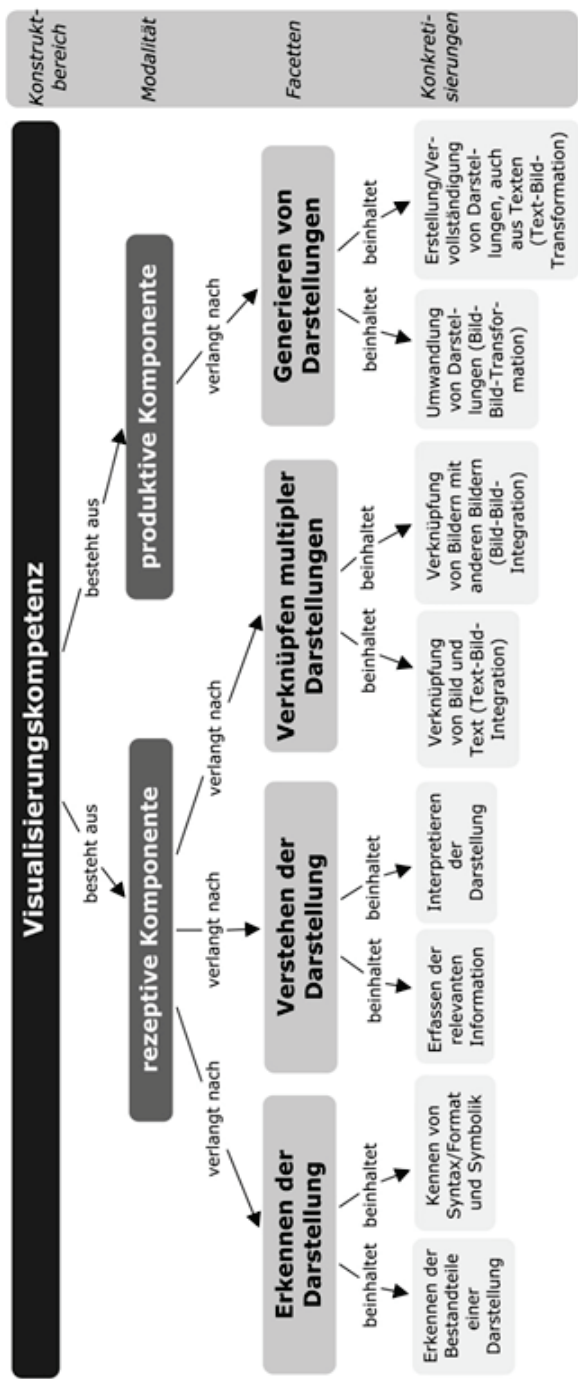 Visualisierungskompetenz
Konstrukt-
bereich
besteht aus
besteht aus
rezeptive Komponente
produktive Komponente
Modalität
verlangt nach
verlangt nach
verlangt nach
verlangt nach
Erkennen der
Darstellung
Verstehen der
Darstellung
Verknüpfen multipler
Darstellungen
Generieren von
Darstellungen
Facetten
beinhaltet
beinhaltet
beinhaltet
beinhaltet
beinhaltet
beinhaltet
beinhaltet
beinhaltet
Erkennen der
Bestandteile
einer
Darstellung
Kennen von
Syntax/Format
und Symbolik
Erfassen der
relevanten
Information
Interpretieren
der
Darstellung
Verknüpfung
von Bild und
Text (Text-Bild-
Integration)
Verknüpfung
von Bildern mit
anderen Bildern
(Bild-Bild-
Integration)
Umwandlung
von Darstel-
lungen (Bild-
Bild-Transfor-
mation)
Erstellung/Ver-
vollständigung
von Darstel-
lungen, auch
aus Texten
(Text-Bild-
Transformation)
Konkreti-
sierungen